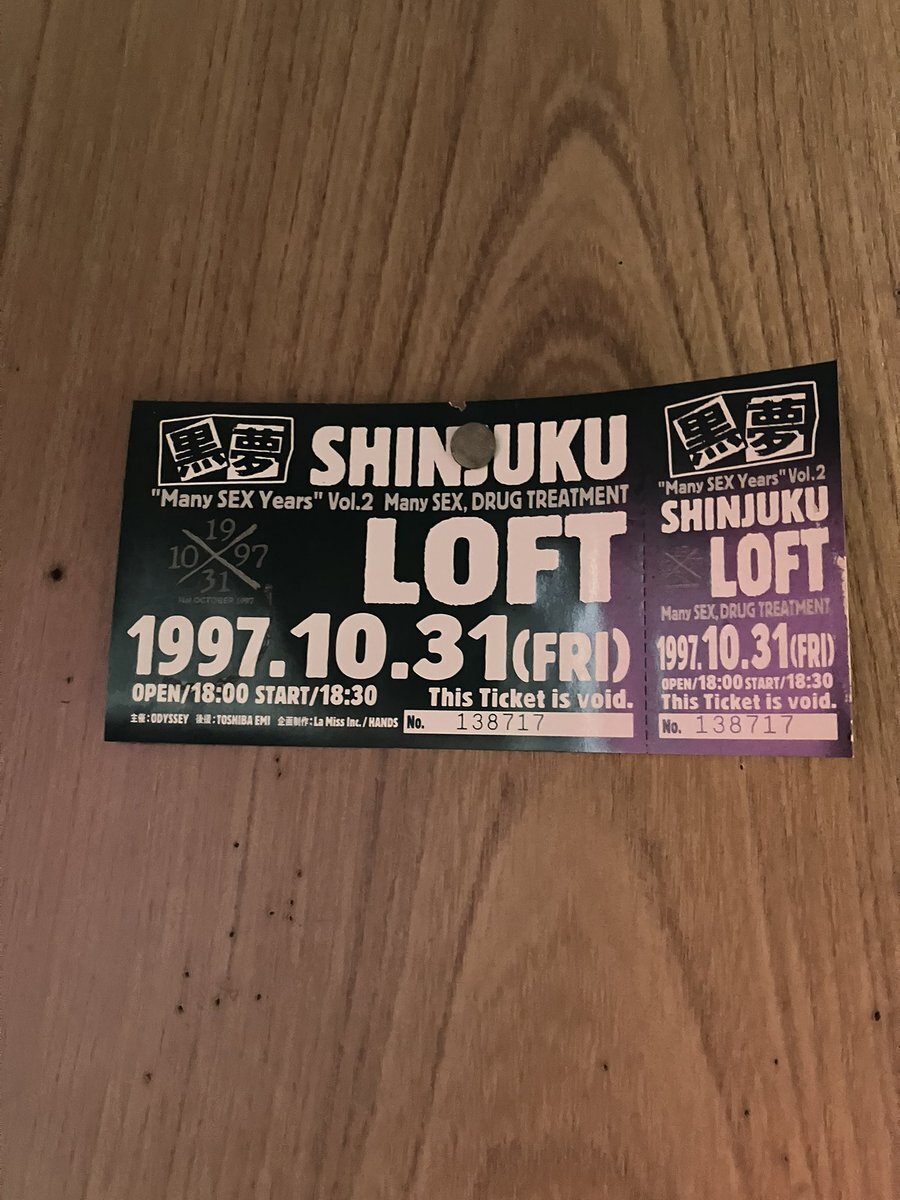 黒夢 SHINJUKU
"Many SEX Years" Vol.2 Many SEX, DRUG TREATMENT
LOFT
19
10 97
31
31st OCTOBER 1997
1997.10.31(FRI)
OPEN/18:00 START/18:30 This Ticket is void.
主催:ODYSSEY 後援:TOSHIBA EMI 企画制作:La Miss Inc./HANDS No. 138717
黒夢
"Many SEX Years" Vol.2
SHINJUKU
LOFT
Many SEX, DRUG TREATMENT
1997.10.31(FRI)
OPEN/18:00 START/18:30
This Ticket is void.
No. 138717